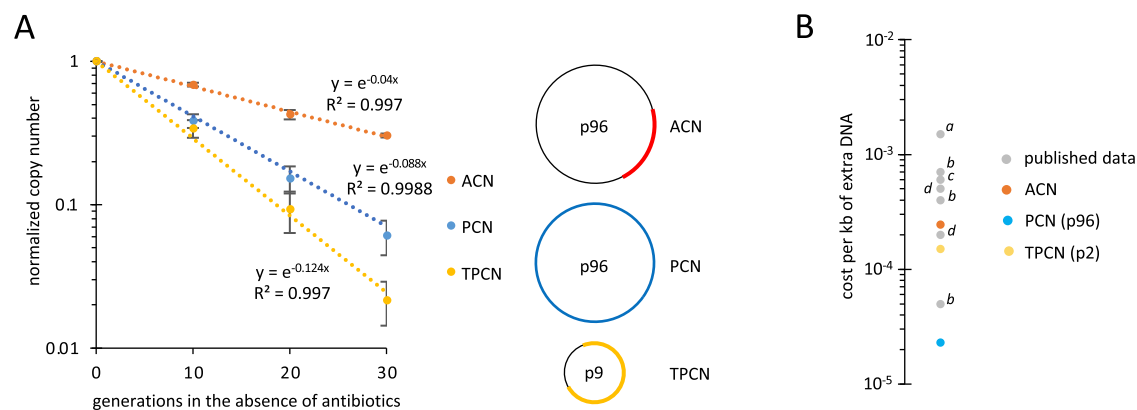 A
normalized copy number
1
0.1
0.01
0
10
20
30
generations in the absence of antibiotics
y = e^-0.04x
R² = 0.997
y = e^-0.088x
R² = 0.9988
y = e^-0.124x
R² = 0.997
ACN
PCN
TPCN
p96
ACN
p96
PCN
p9
TPCN
B
cost per kb of extra DNA
10^-2
10^-3
10^-4
10^-5
a
b
c
d
b
d
b
published data
ACN
PCN (p96)
TPCN (p2)